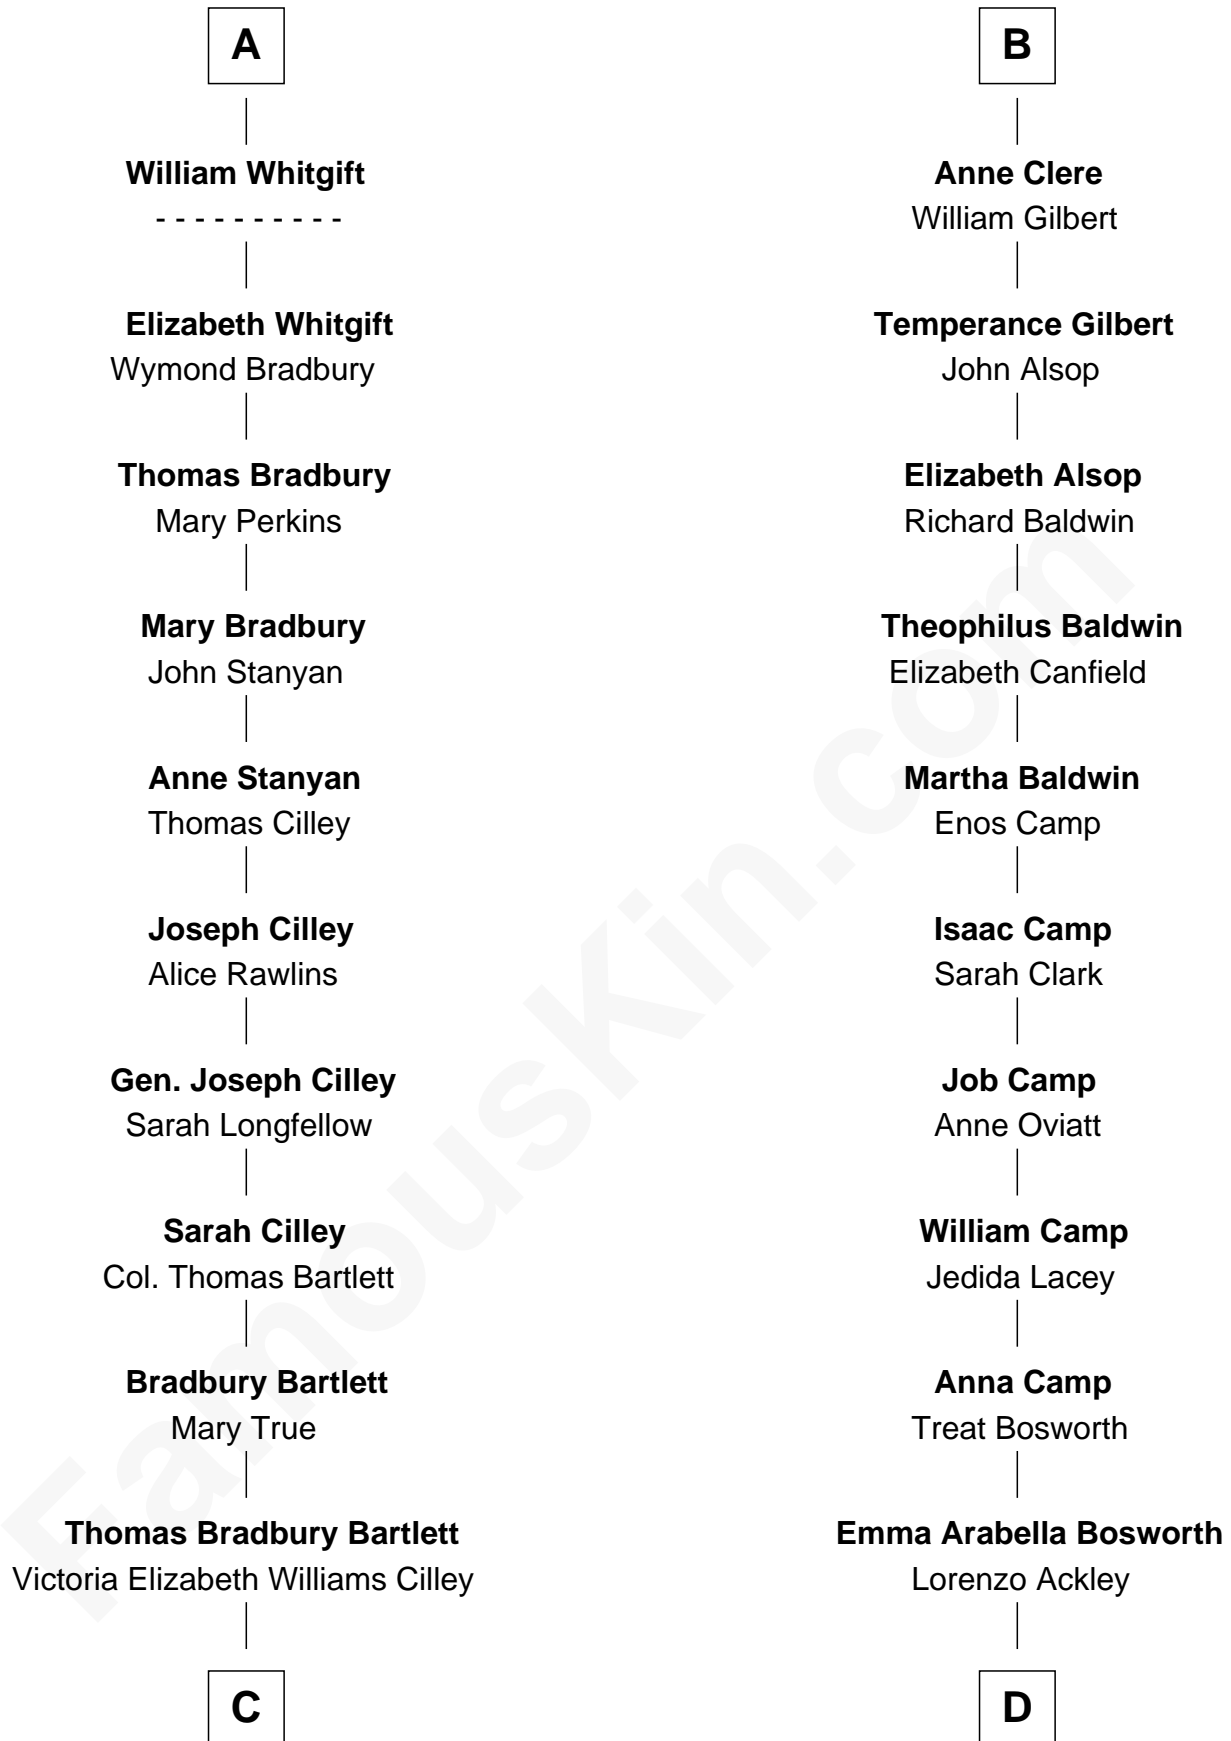 A
William Whitgift
- - - - - - - - - -
Elizabeth Whitgift
Wymond Bradbury
Thomas Bradbury
Mary Perkins
Mary Bradbury
John Stanyan
Anne Stanyan
Thomas Cilley
Joseph Cilley
Alice Rawlins
Gen. Joseph Cilley
Sarah Longfellow
Sarah Cilley
Col. Thomas Bartlett
Bradbury Bartlett
Mary True
Thomas Bradbury Bartlett
Victoria Elizabeth Williams Cilley
C
B
Anne Clere
William Gilbert
Temperance Gilbert
John Alsop
Elizabeth Alsop
Richard Baldwin
Theophilus Baldwin
Elizabeth Canfield
Martha Baldwin
Enos Camp
Isaac Camp
Sarah Clark
Job Camp
Anne Oviatt
William Camp
Jedida Lacey
Anna Camp
Treat Bosworth
Emma Arabella Bosworth
Lorenzo Ackley
D
FamousKin.com